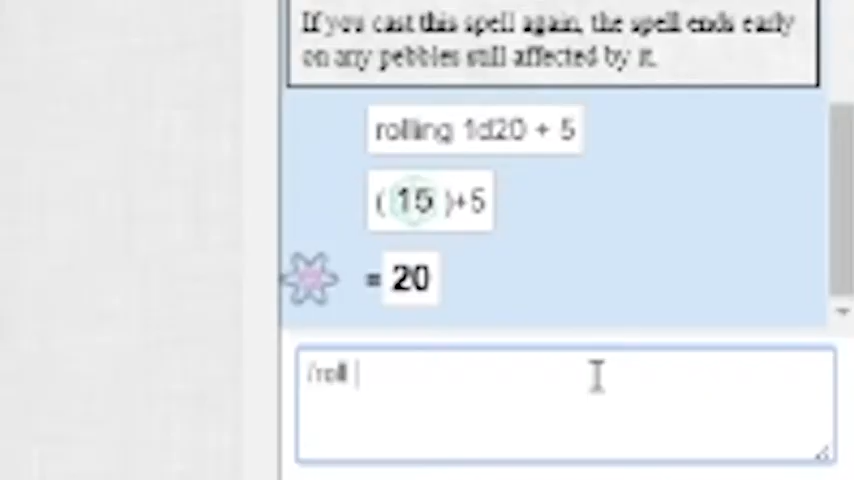 If you cast this spell again, the spell ends early
on any pebbles still affected by it.
rolling 1d20 + 5
( 15 )+5
= 20
/roll